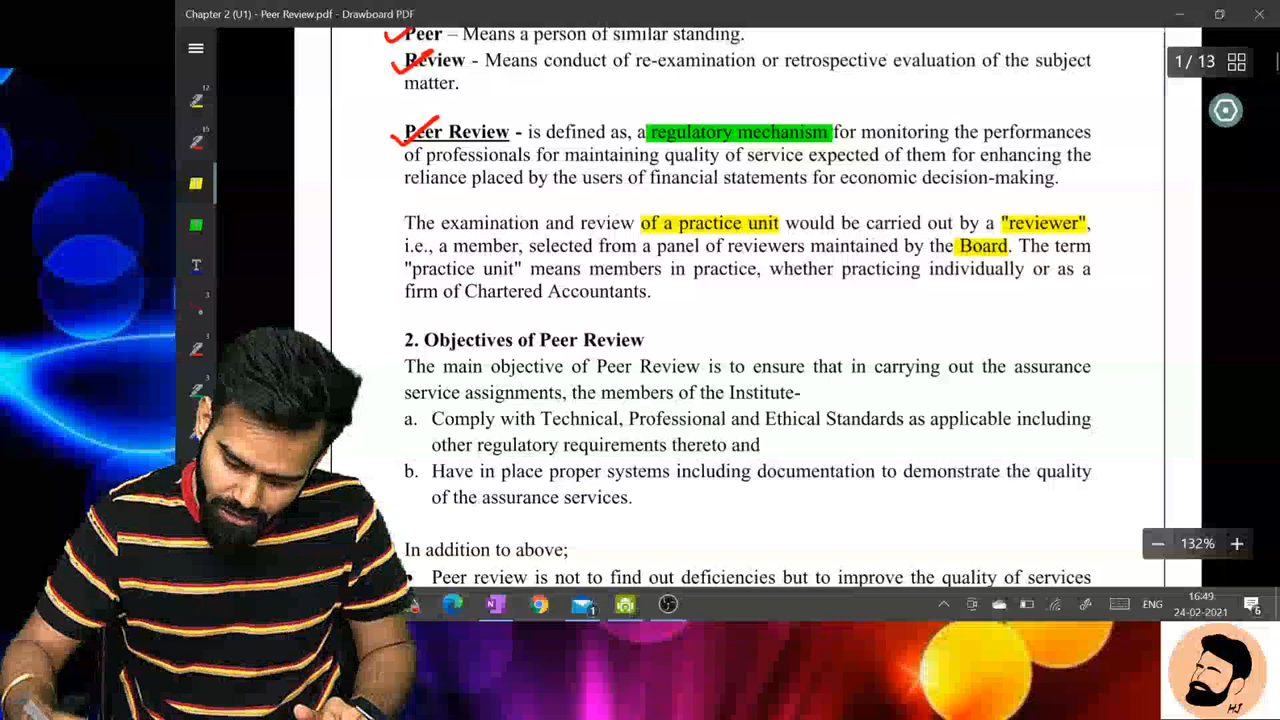 Chapter 2 (U1) - Peer Review.pdf - Drawboard PDF
Peer – Means a person of similar standing.
Review - Means conduct of re-examination or retrospective evaluation of the subject
matter.
1 / 13
Peer Review - is defined as, a regulatory mechanism for monitoring the performances
of professionals for maintaining quality of service expected of them for enhancing the
reliance placed by the users of financial statements for economic decision-making.
The examination and review of a practice unit would be carried out by a "reviewer",
i.e., a member, selected from a panel of reviewers maintained by the Board. The term
"practice unit" means members in practice, whether practicing individually or as a
firm of Chartered Accountants.
2. Objectives of Peer Review
The main objective of Peer Review is to ensure that in carrying out the assurance
service assignments, the members of the Institute-
a. Comply with Technical, Professional and Ethical Standards as applicable including
other regulatory requirements thereto and
b. Have in place proper systems including documentation to demonstrate the quality
of the assurance services.
132%
In addition to above;
• Peer review is not to find out deficiencies but to improve the quality of services
12
15
T
3
3
3
1
ENG
16:49
24-02-2021
6
HJ